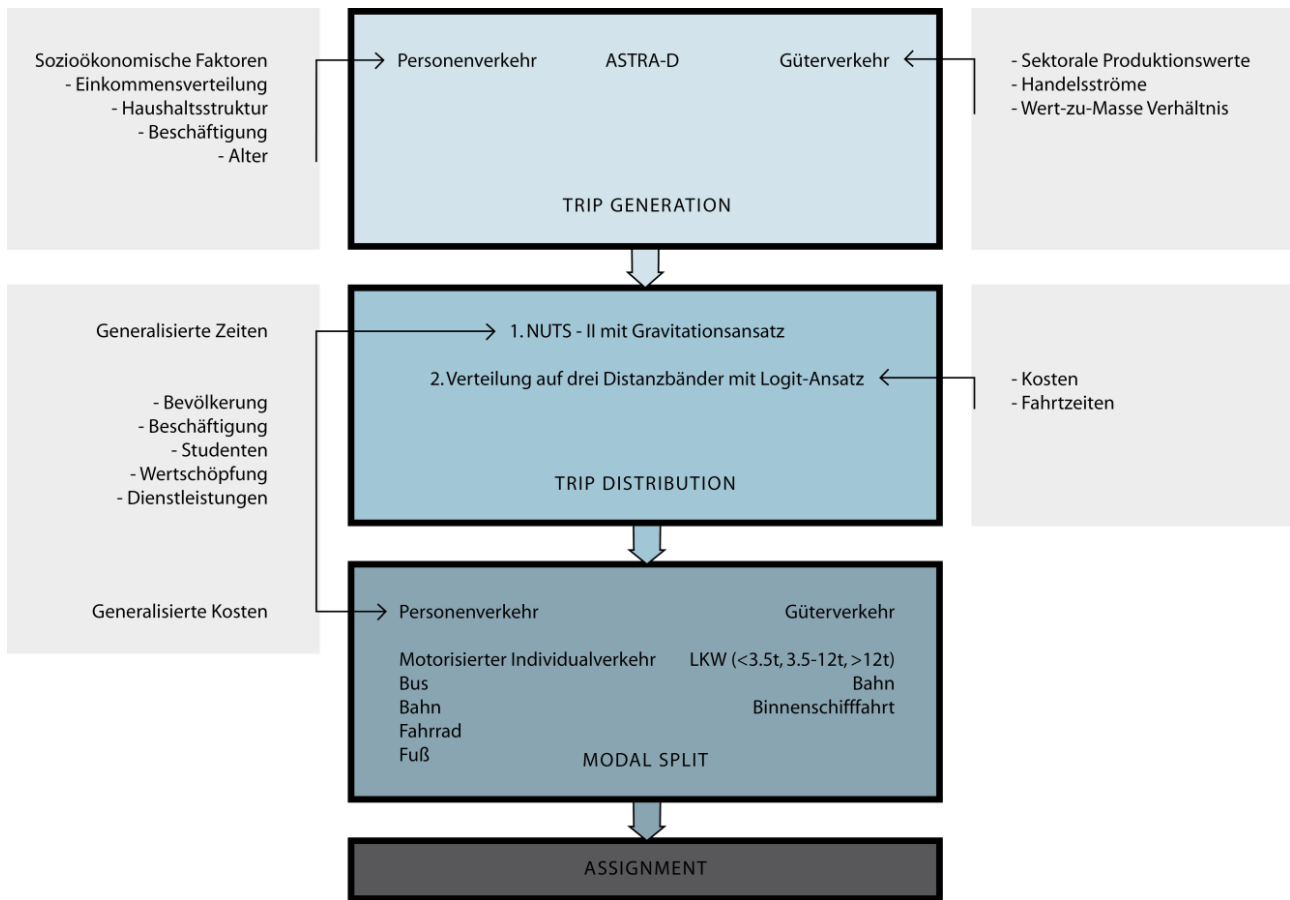 Sozioökonomische Faktoren
- Einkommensverteilung
- Haushaltsstruktur
- Beschäftigung
- Alter
Personenverkehr ASTRA-D Güterverkehr
TRIP GENERATION
- Sektorale Produktionswerte
- Handelsströme
- Wert-zu-Masse Verhältnis
Generalisierte Zeiten
- Bevölkerung
- Beschäftigung
- Studenten
- Wertschöpfung
- Dienstleistungen
Generalisierte Kosten
1. NUTS - II mit Gravitationsansatz
2. Verteilung auf drei Distanzbänder mit Logit-Ansatz
TRIP DISTRIBUTION
- Kosten
- Fahrtzeiten
Personenverkehr Güterverkehr
Motorisierter Individualverkehr LKW (<3.5t, 3.5-12t, >12t)
Bus Bahn
Bahn Binnenschifffahrt
Fahrrad
Fuß
MODAL SPLIT
ASSIGNMENT